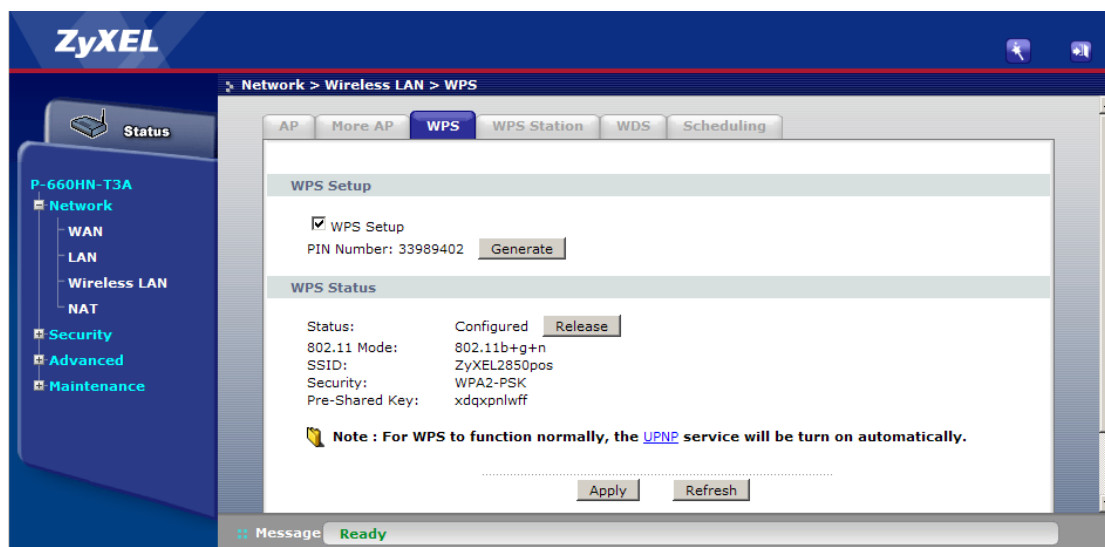 ZyXEL
Network > Wireless LAN > WPS
Status
AP More AP WPS WPS Station WDS Scheduling
P-660HN-T3A
Network
WAN
LAN
Wireless LAN
NAT
Security
Advanced
Maintenance
WPS Setup
WPS Setup
PIN Number: 33989402 Generate
WPS Status
Status: Configured Release
802.11 Mode: 802.11b+g+n
SSID: ZyXEL2850pos
Security: WPA2-PSK
Pre-Shared Key: xdqxpnlwff
Note : For WPS to function normally, the UPNP service will be turn on automatically.
Apply Refresh
Message Ready